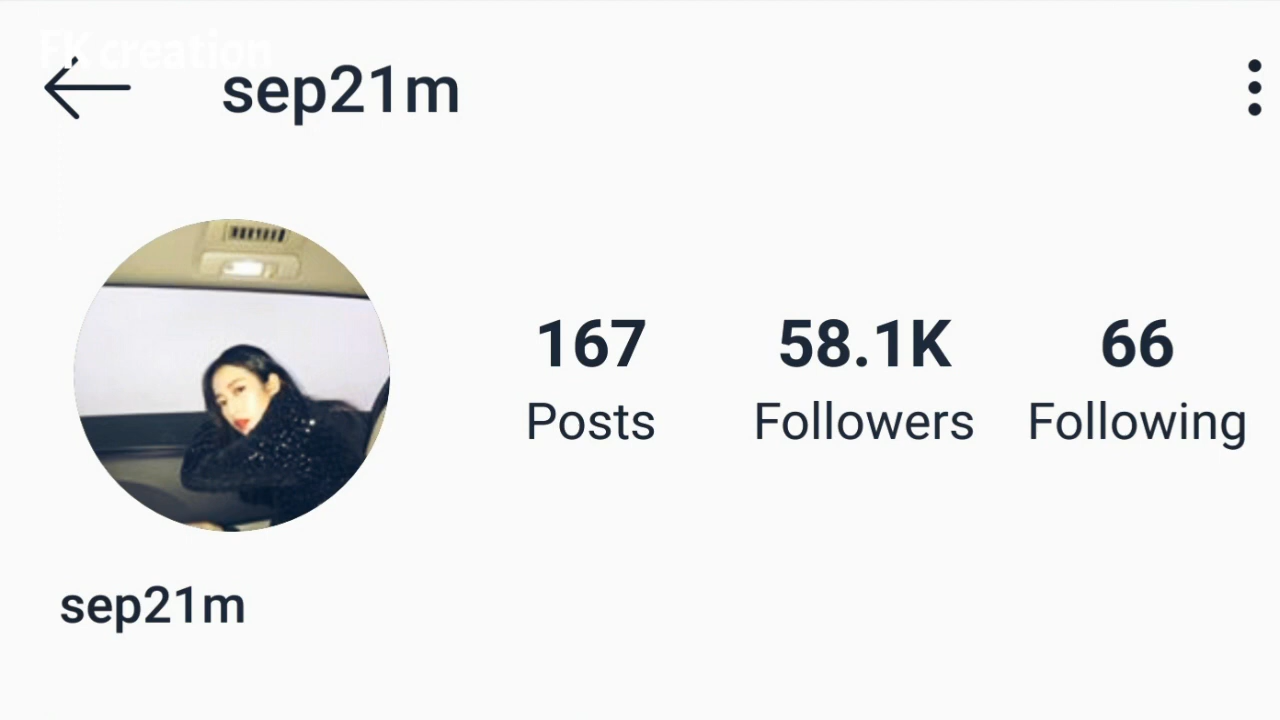 FK creation
sep21m
167 58.1K 66
Posts Followers Following
sep21m